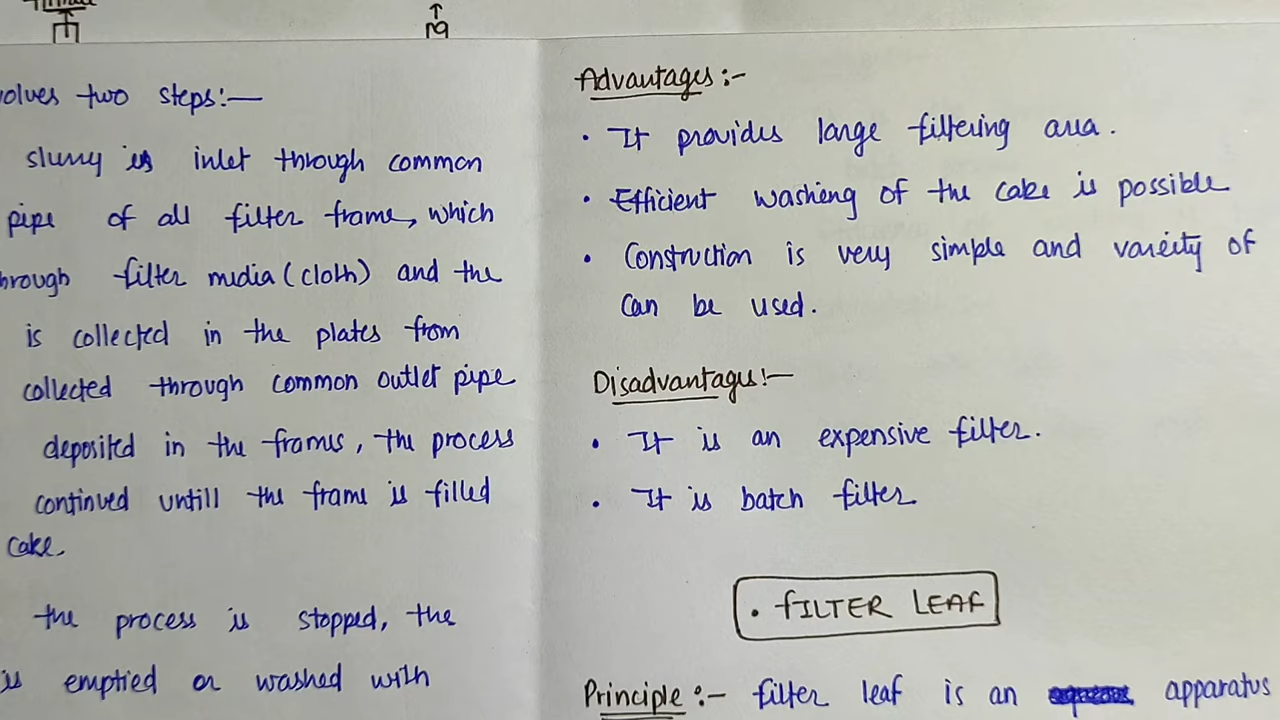 olves two steps:—
slurry is inlet through common
pipe of all filter frame, which
hrough filter media (cloth) and the
is collected in the plates from
collected through common outlet pipe
deposited in the frames, the process
continued untill the frame is filled
cake.
the process is stopped, the
is emptied or washed with
Advantages :-
• It provides large filtering area.
• Efficient washing of the cake is possible
• Construction is very simple and vareity of
can be used.
Disadvantages:—
• It is an expensive filter.
• It is batch filter
• FILTER LEAF
Principle :- filter leaf is an apparatus